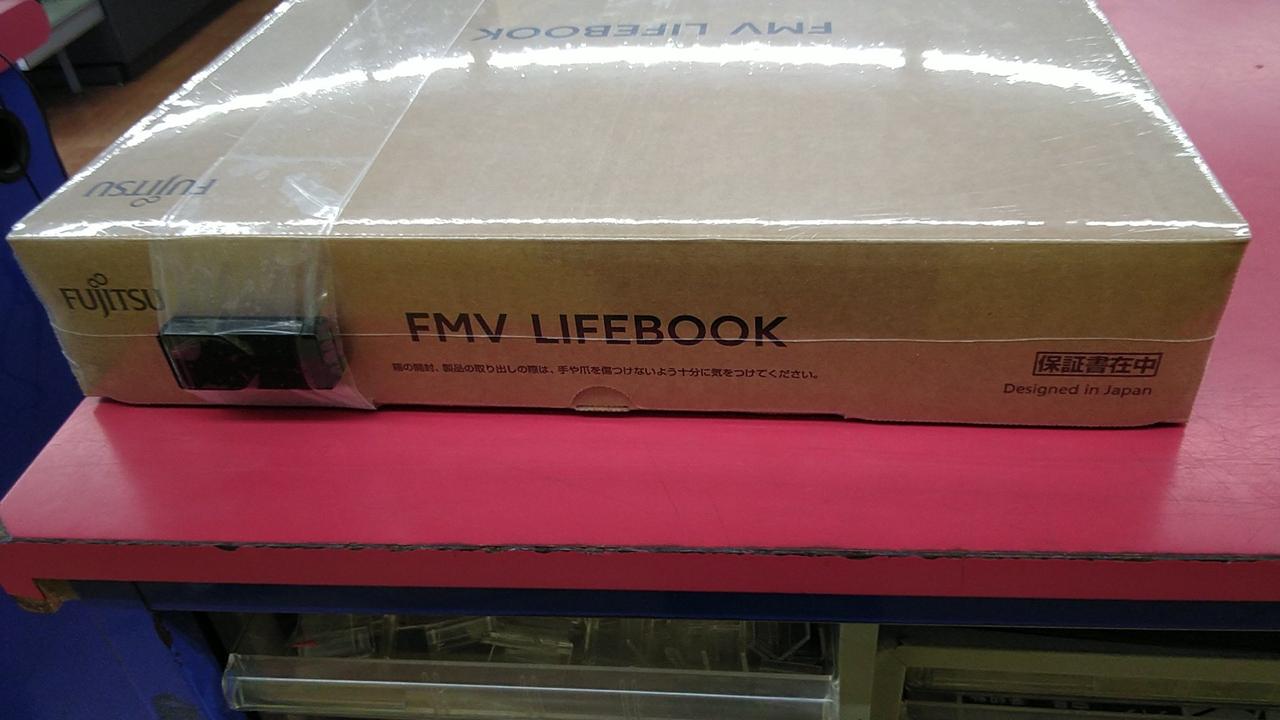 FMV LIFEBOOK
FUJITSU
FUJITSU
FMV LIFEBOOK
箱の開封、製品の取り出しの際は、手や爪を傷つけないよう十分に気をつけてください。
保証書在中
Designed in Japan